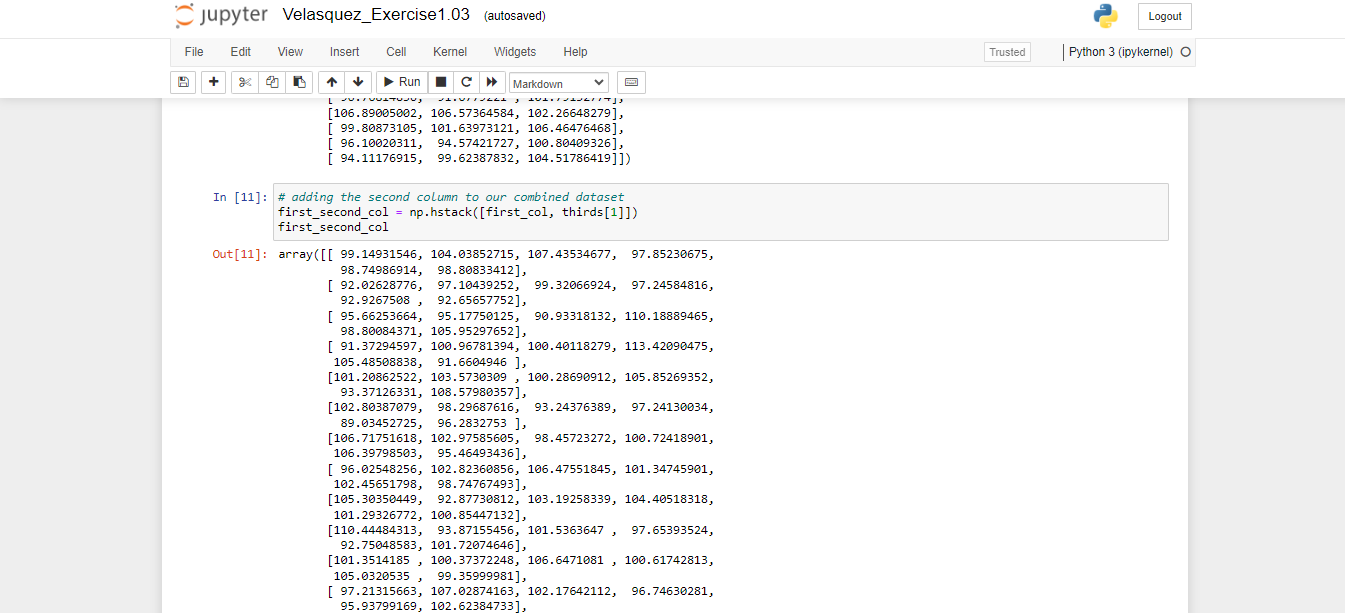 jupyter Velasquez_Exercise1.03 (autosaved)
Logout
File Edit View Insert Cell Kernel Widgets Help
Trusted
Python 3 (ipykernel)
Run
Markdown
[106.89005002, 106.57364584, 102.26648279],
[ 99.80873105, 101.63973121, 106.46476468],
[ 96.10020311,  94.57421727, 100.80409326],
[ 94.11176915,  99.62387832, 104.51786419]])
In [11]: # adding the second column to our combined dataset
first_second_col = np.hstack([first_col, thirds[1]])
first_second_col
Out[11]: array([[ 99.14931546, 104.03852715, 107.43534677,  97.85230675,
98.74986914,  98.80833412],
[ 92.02628776,  97.10439252,  99.32066924,  97.24584816,
92.9267508 ,  92.65657752],
[ 95.66253664,  95.17750125,  90.93318132, 110.18889465,
98.80084371, 105.95297652],
[ 91.37294597, 100.96781394, 100.40118279, 113.42090475,
105.48508838,  91.6604946 ],
[101.20862522, 103.5730309 , 100.28690912, 105.85269352,
93.37126331, 108.57980357],
[102.80387079,  98.29687616,  93.24376389,  97.24130034,
89.03452725,  96.2832753 ],
[106.71751618, 102.97585605,  98.45723272, 100.72418901,
106.39798503,  95.46493436],
[ 96.02548256, 102.82360856, 106.47551845, 101.34745901,
102.45651798,  98.74767493],
[105.30350449,  92.87730812, 103.19258339, 104.40518318,
101.29326772, 100.85447132],
[110.44484313,  93.87155456, 101.5363647 ,  97.65393524,
92.75048583, 101.72074646],
[101.3514185 , 100.37372248, 106.6471081 , 100.61742813,
105.0320535 ,  99.35999981],
[ 97.21315663, 107.02874163, 102.17642112,  96.74630281,
95.93799169, 102.62384733],